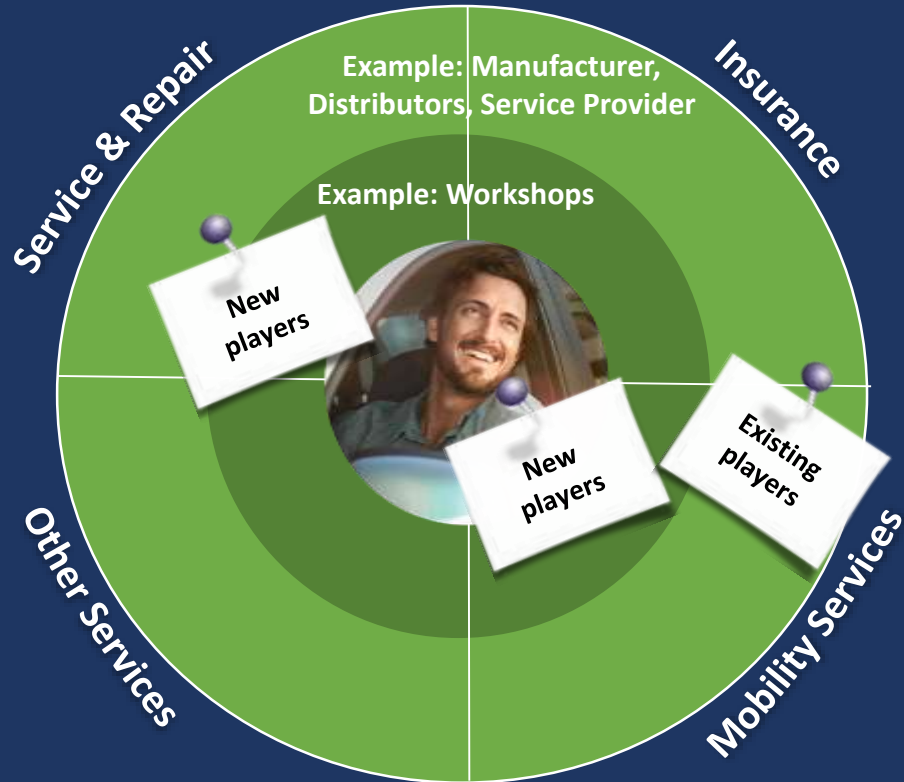 Service & Repair
Example: Manufacturer,
Distributors, Service Provider
Insurance
Example: Workshops
New
players
New
players
Existing
players
Other Services
Mobility Services